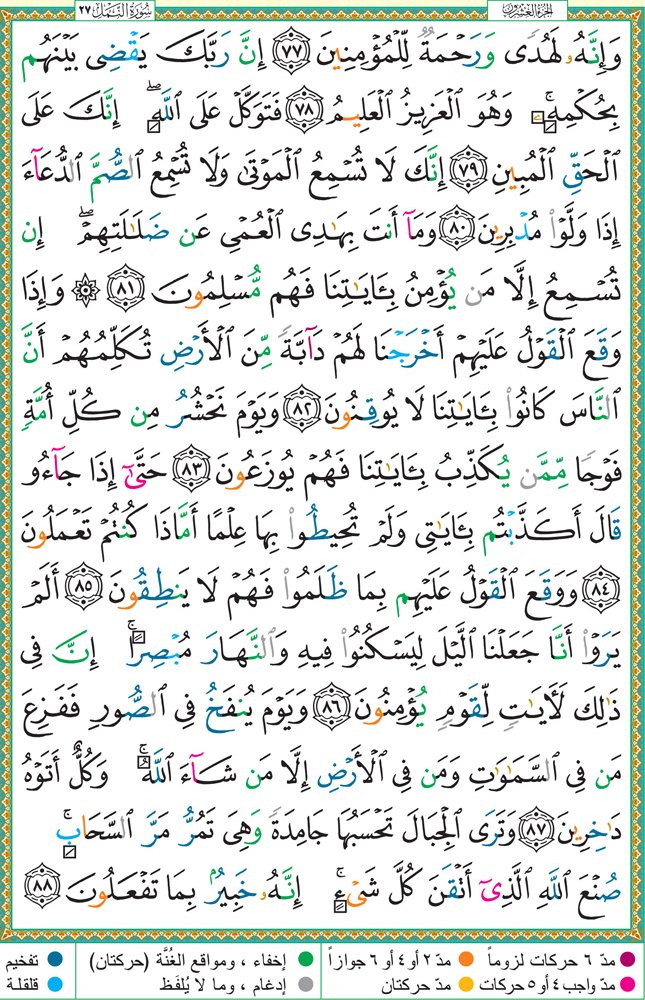 الجزء العشرون
سورة النمل ٢٧
وَإِنَّهُۥ لَهُدًى وَرَحْمَةٌ لِّلْمُؤْمِنِينَ ٧٧ إِنَّ رَبَّكَ يَقْضِى بَيْنَهُم
بِحُكْمِهِۦۚ وَهُوَ ٱلْعَزِيزُ ٱلْعَلِيمُ ٧٨ فَتَوَكَّلْ عَلَى ٱللَّهِۖ إِنَّكَ عَلَى
ٱلْحَقِّ ٱلْمُبِينِ ٧٩ إِنَّكَ لَا تُسْمِعُ ٱلْمَوْتَىٰ وَلَا تُسْمِعُ ٱلصُّمَّ ٱلدُّعَآءَ
إِذَا وَلَّوْا۟ مُدْبِرِينَ ٨٠ وَمَآ أَنتَ بِهَٰدِى ٱلْعُمْىِ عَن ضَلَٰلَتِهِمْۖ إِن
تُسْمِعُ إِلَّا مَن يُؤْمِنُ بِـَٔايَٰتِنَا فَهُم مُّسْلِمُونَ ٨١ ۞ وَإِذَا
وَقَعَ ٱلْقَوْلُ عَلَيْهِمْ أَخْرَجْنَا لَهُمْ دَآبَّةً مِّنَ ٱلْأَرْضِ تُكَلِّمُهُمْ أَنَّ
ٱلنَّاسَ كَانُوا۟ بِـَٔايَٰتِنَا لَا يُوقِنُونَ ٨٢ وَيَوْمَ نَحْشُرُ مِن كُلِّ أُمَّةٍ
فَوْجًا مِّمَّن يُكَذِّبُ بِـَٔايَٰتِنَا فَهُمْ يُوزَعُونَ ٨٣ حَتَّىٰٓ إِذَا جَآءُو
قَالَ أَكَذَّبْتُم بِـَٔايَٰتِى وَلَمْ تُحِيطُوا۟ بِهَا عِلْمًا أَمَّاذَا كُنتُمْ تَعْمَلُونَ
٨٤ وَوَقَعَ ٱلْقَوْلُ عَلَيْهِم بِمَا ظَلَمُوا۟ فَهُمْ لَا يَنطِقُونَ ٨٥ أَلَمْ
يَرَوْا۟ أَنَّا جَعَلْنَا ٱلَّيْلَ لِيَسْكُنُوا۟ فِيهِ وَٱلنَّهَارَ مُبْصِرًاۚ إِنَّ فِى
ذَٰلِكَ لَـَٔايَٰتٍ لِّقَوْمٍ يُؤْمِنُونَ ٨٦ وَيَوْمَ يُنفَخُ فِى ٱلصُّورِ فَفَزِعَ
مَن فِى ٱلسَّمَٰوَٰتِ وَمَن فِى ٱلْأَرْضِ إِلَّا مَن شَآءَ ٱللَّهُۚ وَكُلٌّ أَتَوْهُ
دَٰخِرِينَ ٨٧ وَتَرَى ٱلْجِبَالَ تَحْسَبُهَا جَامِدَةً وَهِىَ تَمُرُّ مَرَّ ٱلسَّحَابِۚ
صُنْعَ ٱللَّهِ ٱلَّذِىٓ أَتْقَنَ كُلَّ شَىْءٍۚ إِنَّهُۥ خَبِيرٌۢ بِمَا تَفْعَلُونَ ٨٨
مدّ ٦ حركات لزوماً مدّ ٢ أو ٤ أو ٦ جوازاً إخفاء ، ومواقع الغُنَّة (حركتان) تفخيم
مدّ واجب ٤ أو ٥ حركات مدّ حركتان إدغام ، وما لا يُلفَظ قلقلة